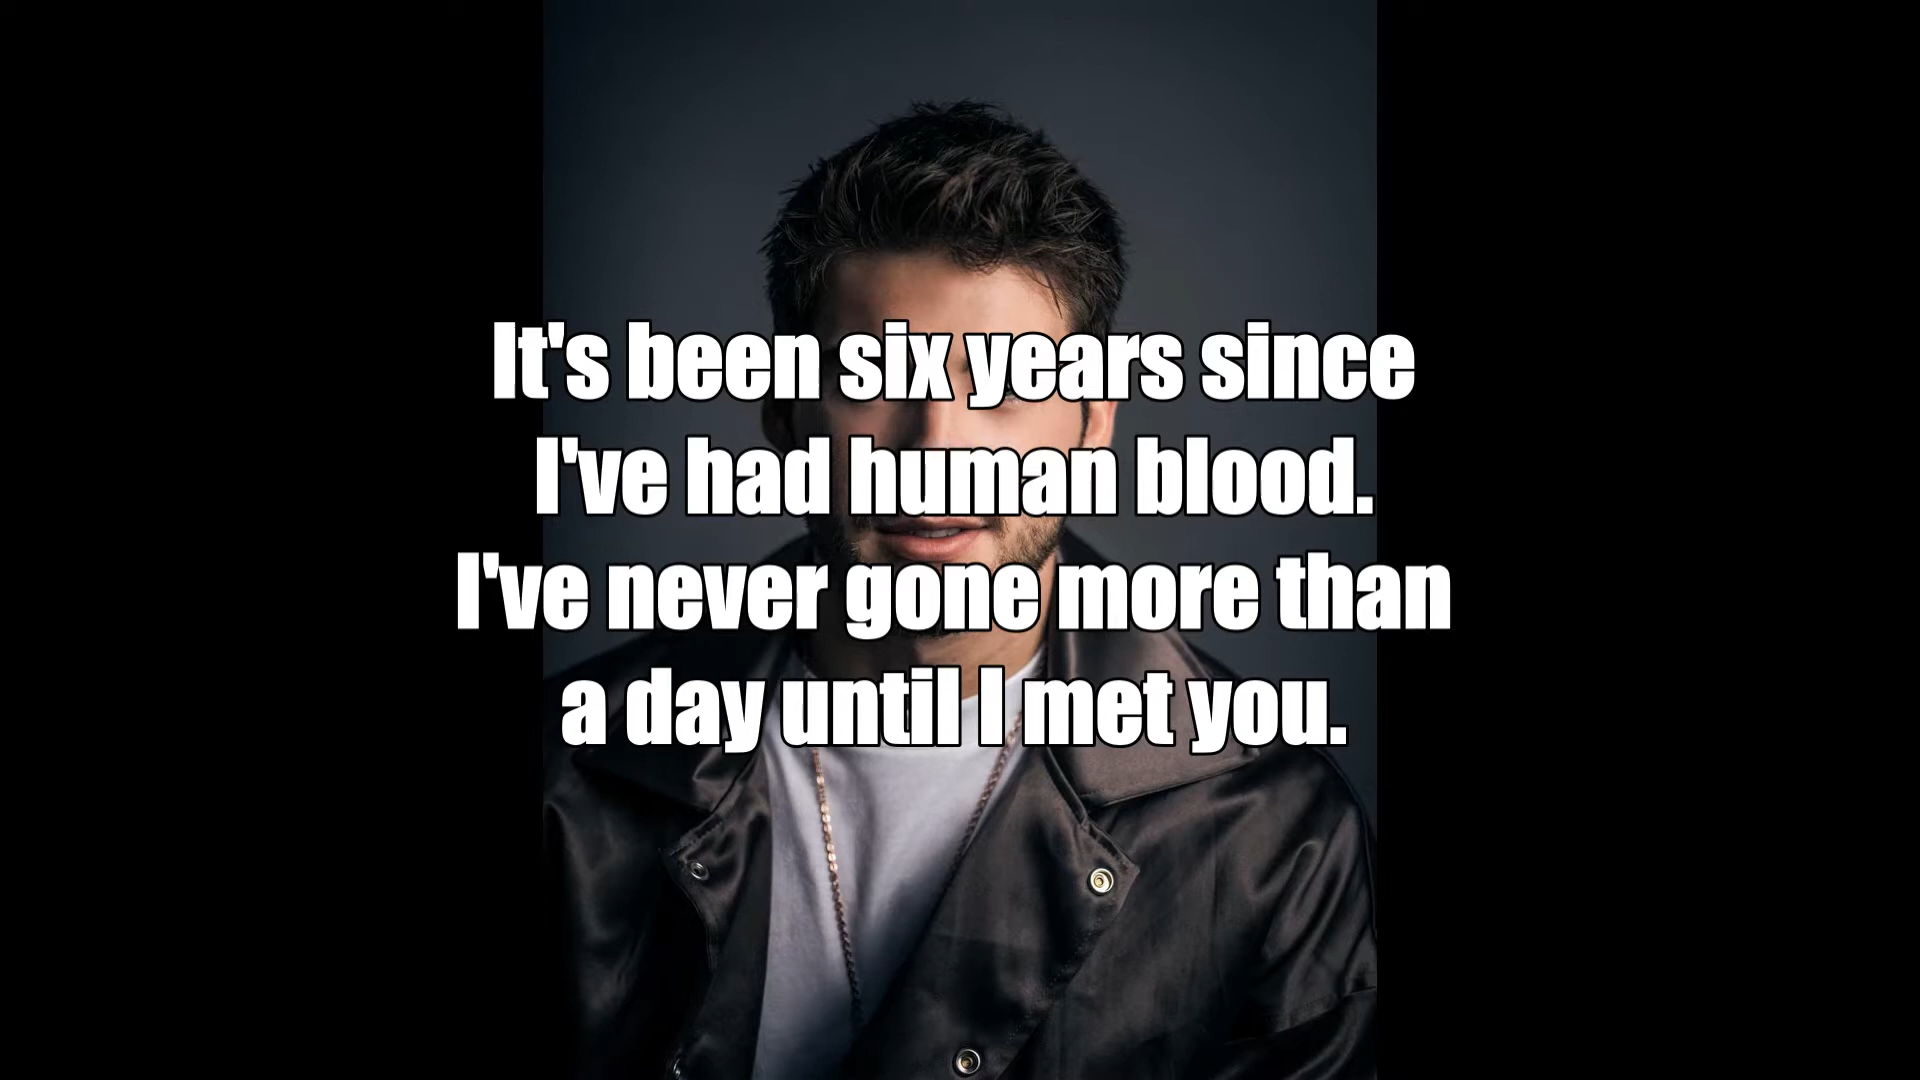 It's been six years since
I've had human blood.
I've never gone more than
a day until I met you.